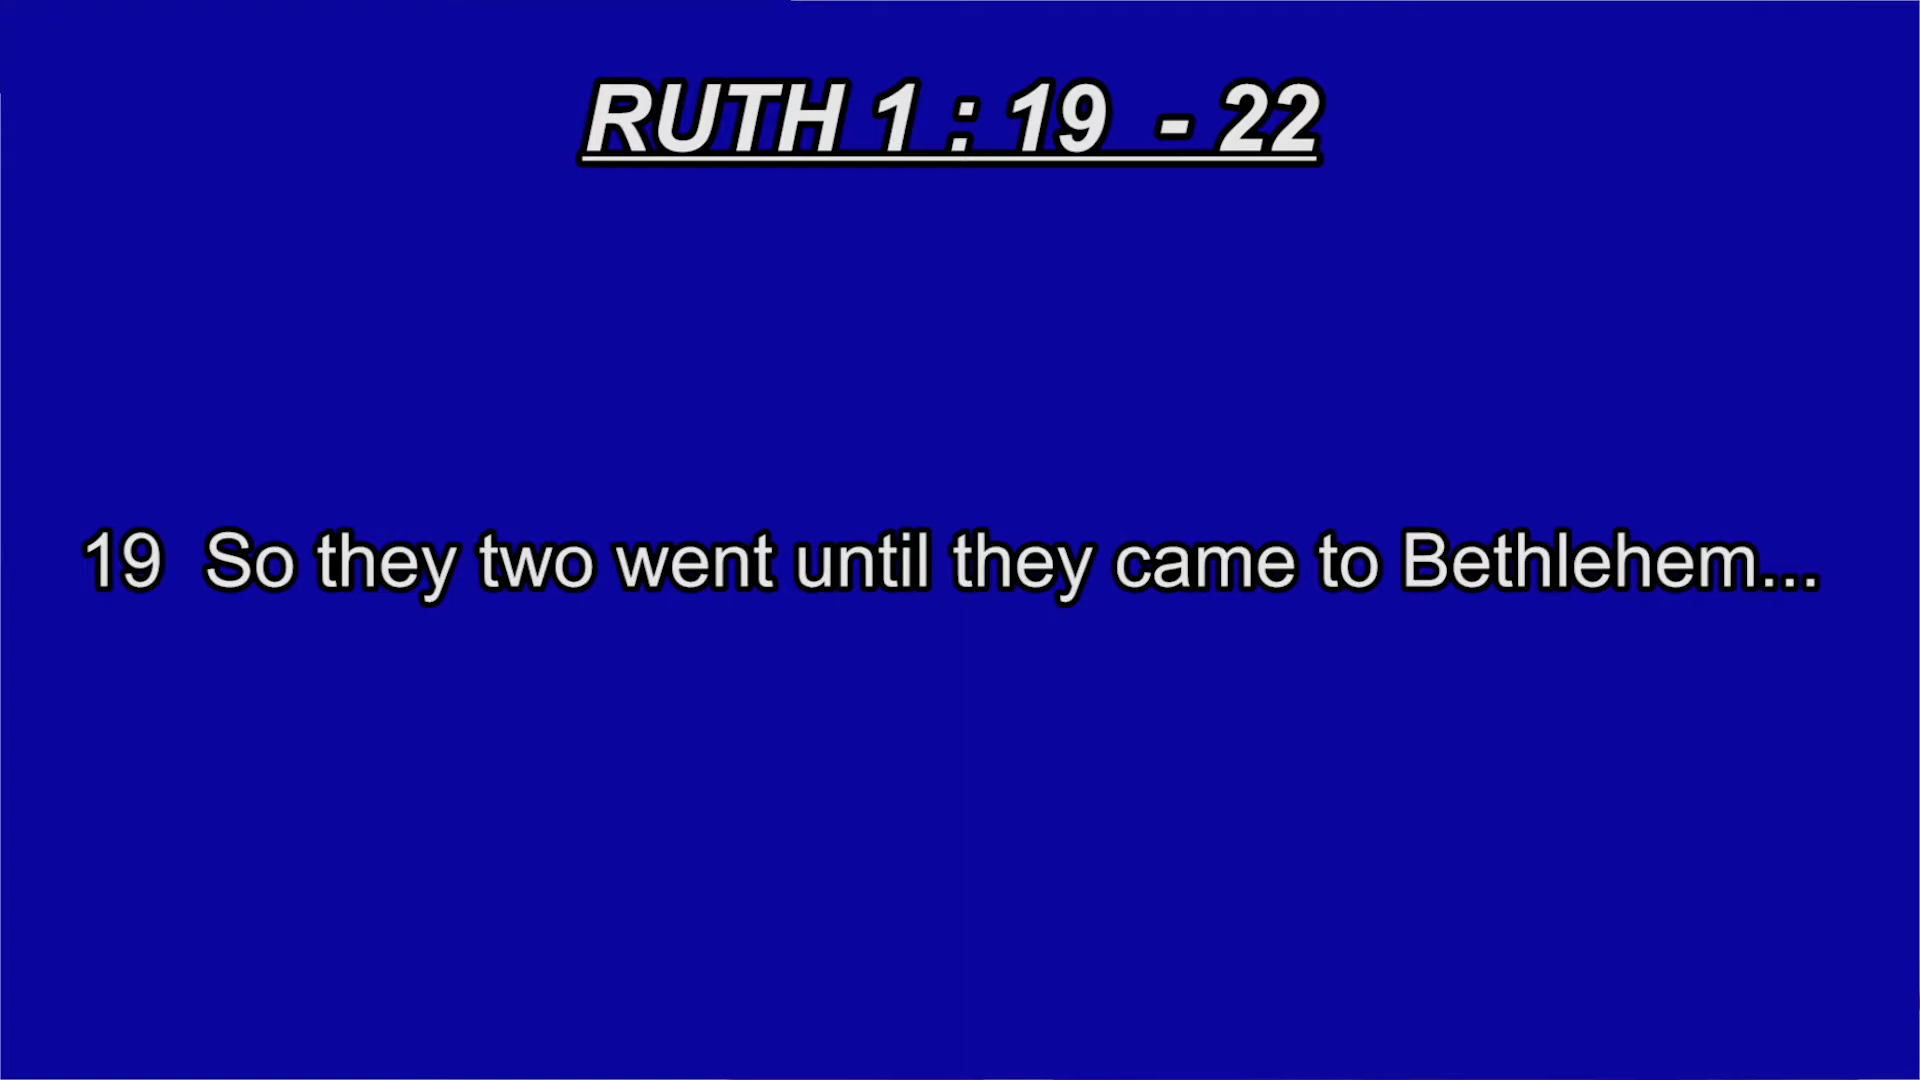 RUTH 1 : 19  - 22
19  So they two went until they came to Bethlehem...